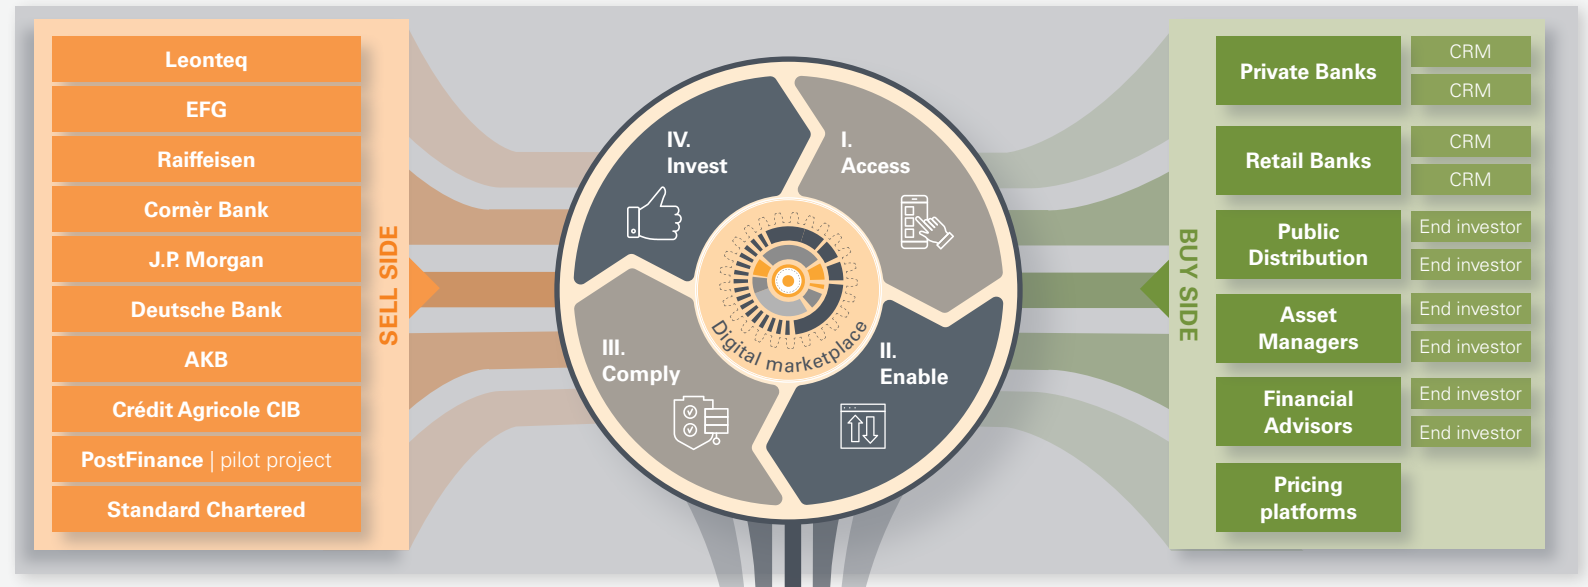 Leonteq
EFG
Raiffeisen
Cornèr Bank
J.P. Morgan
Deutsche Bank
AKB
Crédit Agricole CIB
PostFinance | pilot project
Standard Chartered
SELL SIDE
IV.
Invest
I.
Access
III.
Comply
II.
Enable
Digital marketplace
BUY SIDE
Private Banks
CRM
CRM
Retail Banks
CRM
CRM
Public
Distribution
End investor
End investor
Asset
Managers
End investor
End investor
Financial
Advisors
End investor
End investor
Pricing
platforms